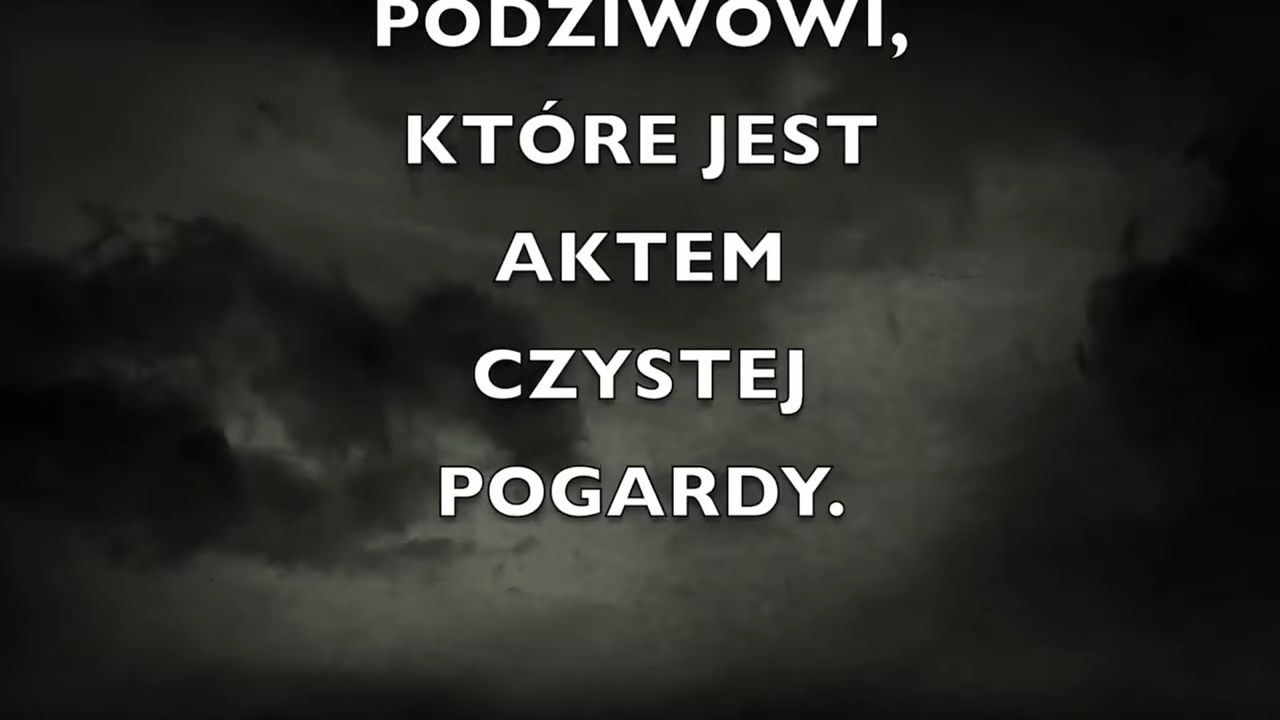 PODZIWOWI,
KTÓRE JEST
AKTEM
CZYSTEJ
POGARDY.